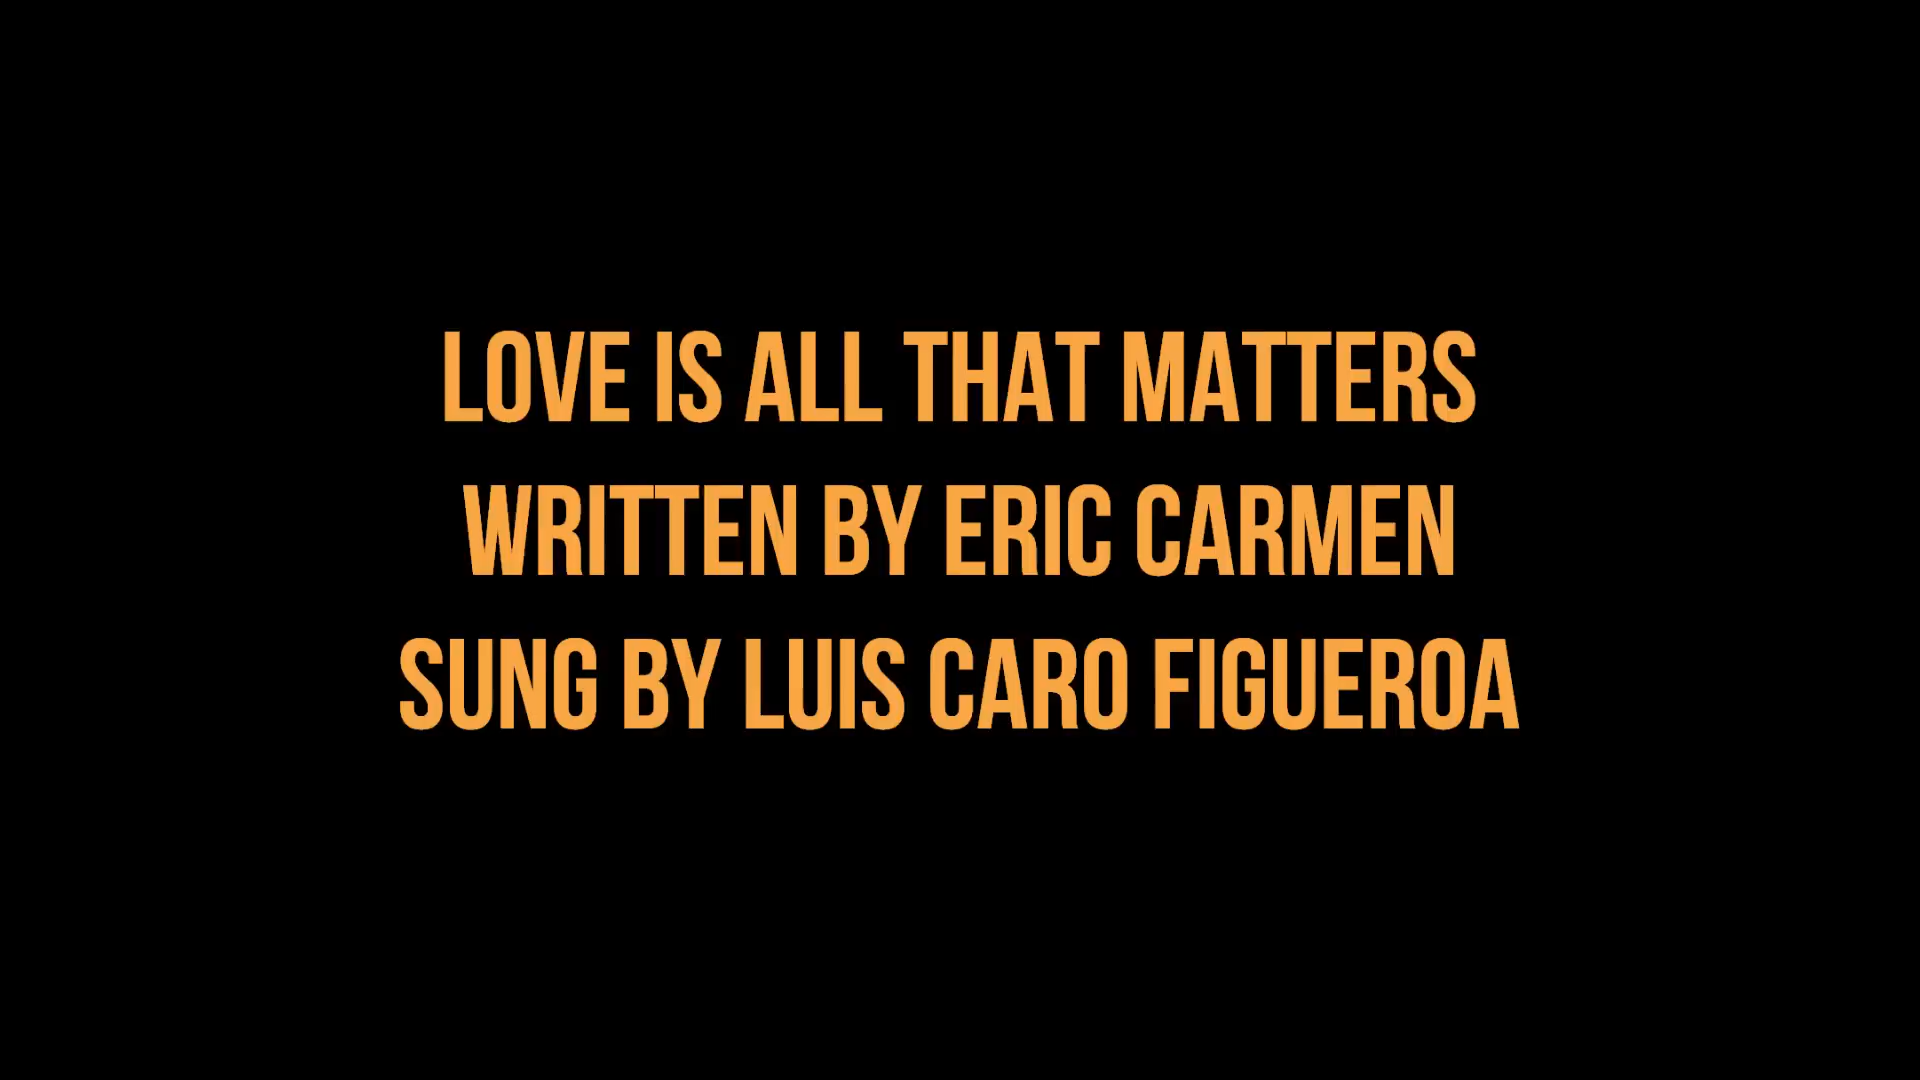 LOVE IS ALL THAT MATTERS
WRITTEN BY ERIC CARMEN
SUNG BY LUIS CARO FIGUEROA